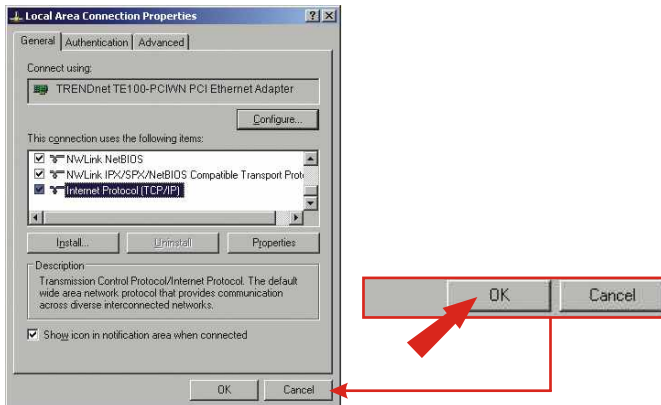 Local Area Connection Properties
General Authentication Advanced
Connect using:
TRENDnet TE100-PCIWN PCI Ethernet Adapter
Configure...
This connection uses the following items:
NWLink NetBIOS
NWLink IPX/SPX/NetBIOS Compatible Transport Prot
Internet Protocol (TCP/IP)
Install... Uninstall Properties
Description
Transmission Control Protocol/Internet Protocol. The default
wide area network protocol that provides communication
across diverse interconnected networks.
Show icon in notification area when connected
OK Cancel
OK Cancel